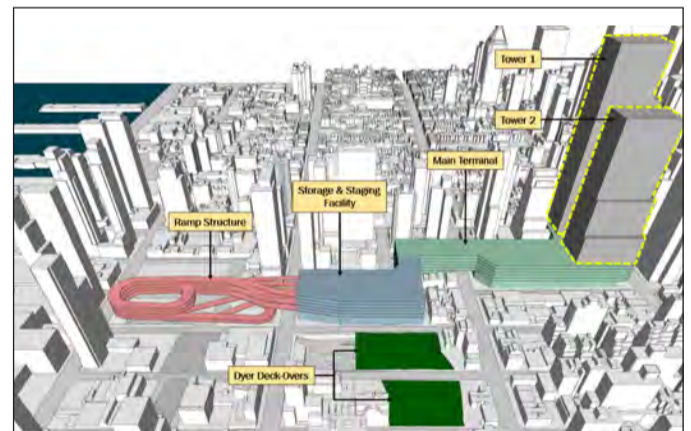 Tower 1
Tower 2
Main Terminal
Storage & Staging
Facility
Ramp Structure
Dyer Deck-Overs